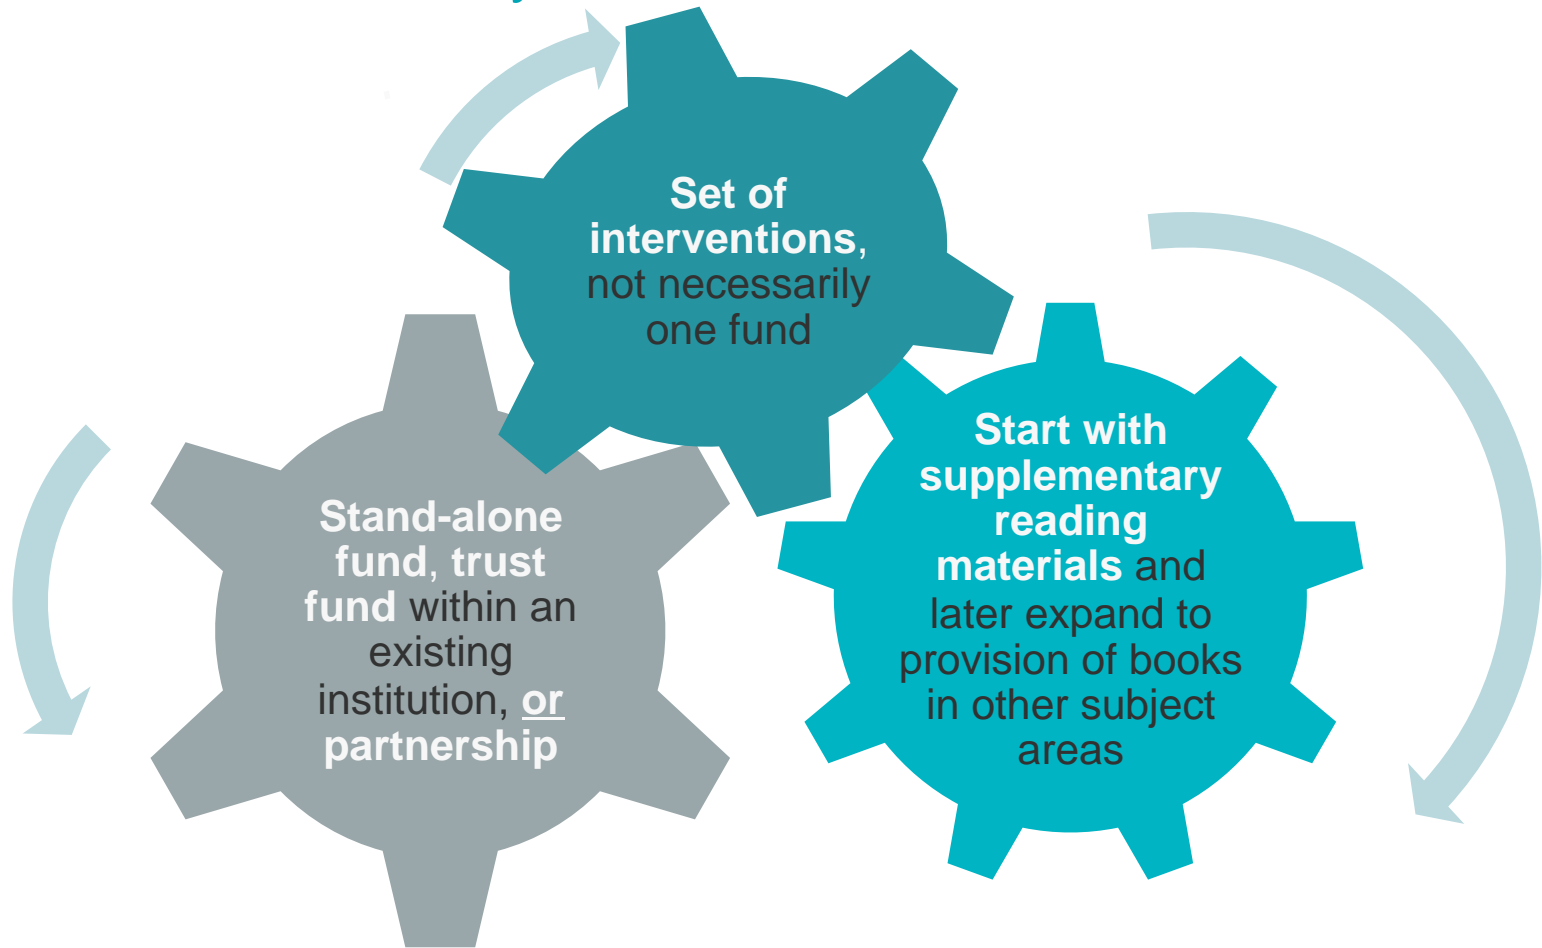 Set of
interventions,
not necessarily
one fund
Stand-alone
fund, trust
fund within an
existing
institution, or
partnership
Start with
supplementary
reading
materials and
later expand to
provision of books
in other subject
areas